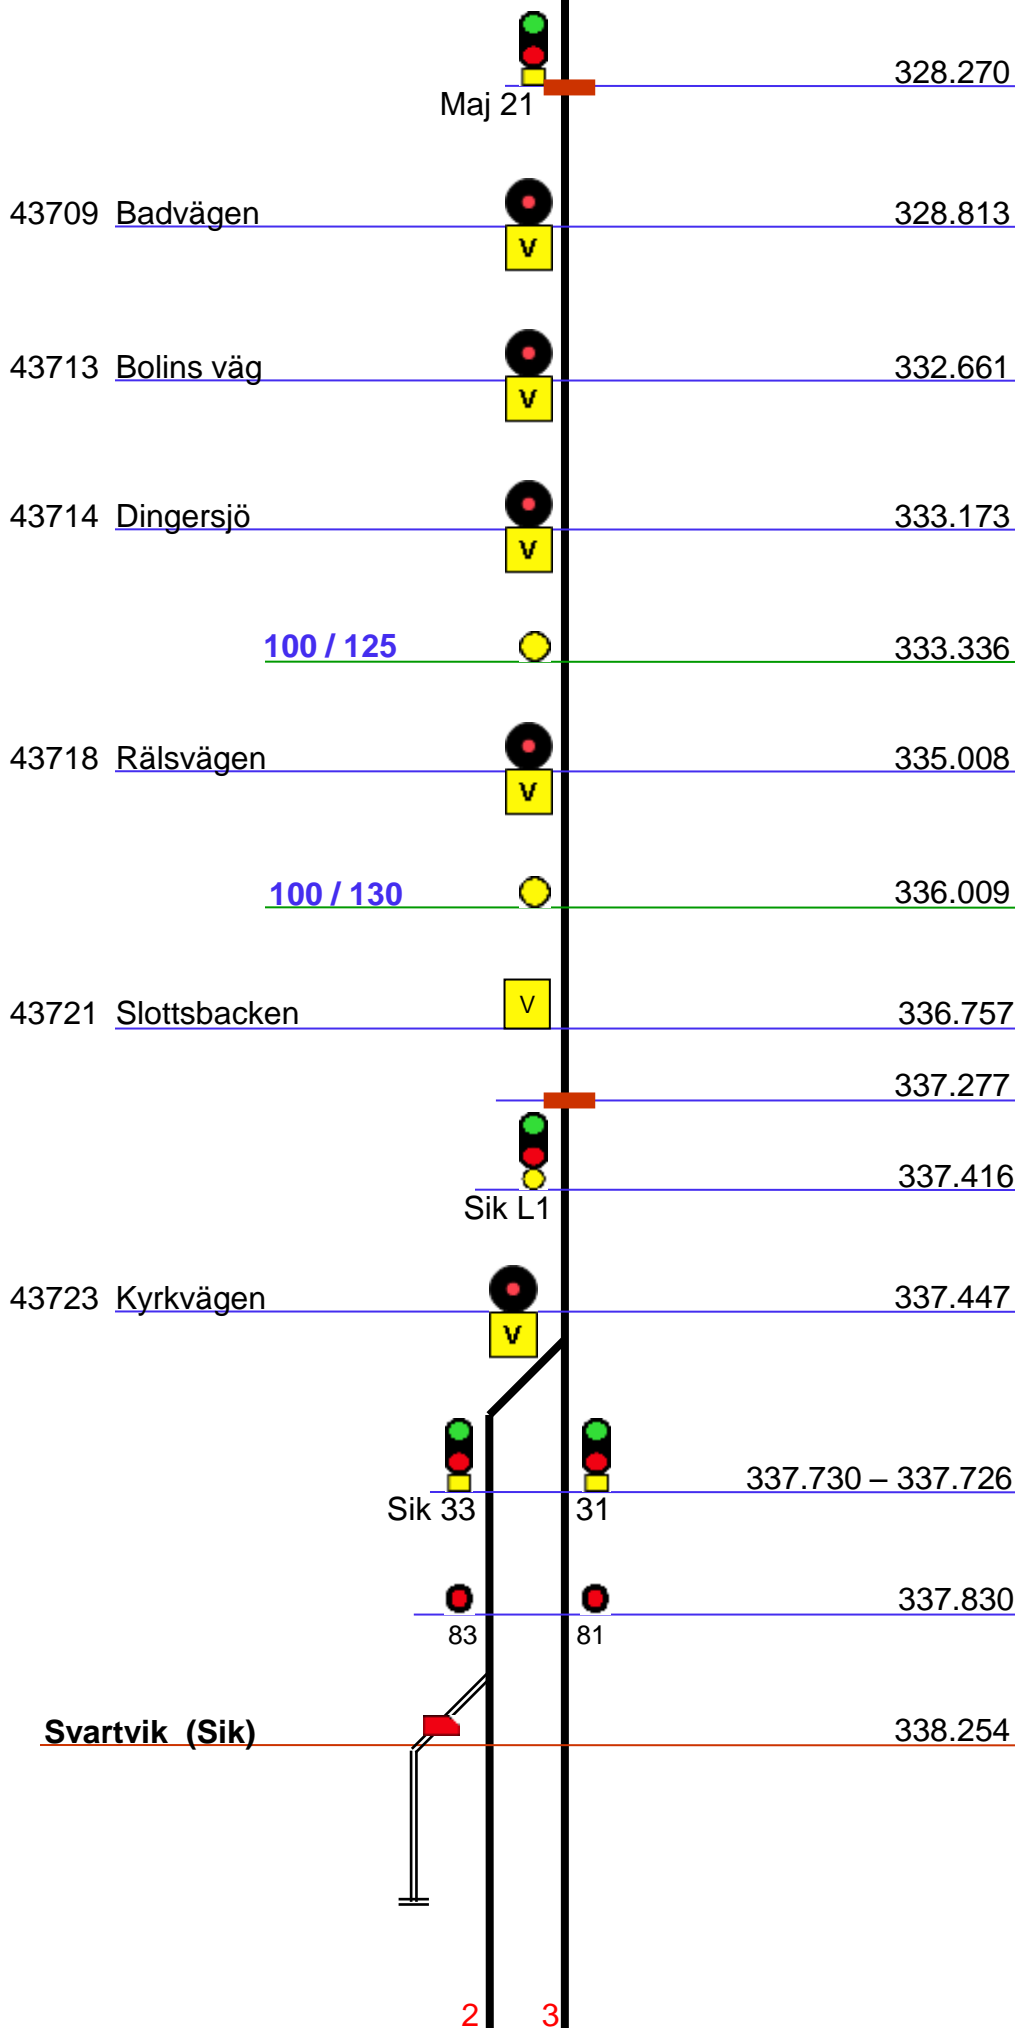 328.270
Maj 21
43709 Badvägen 328.813
V
43713 Bolins väg 332.661
V
43714 Dingersjö 333.173
V
100 / 125 333.336
43718 Rälsvägen 335.008
V
100 / 130 336.009
43721 Slottsbacken V 336.757
337.277
337.416
Sik L1
43723 Kyrkvägen 337.447
V
337.730 – 337.726
Sik 33 31
337.830
83 81
Svartvik (Sik) 338.254
2 3